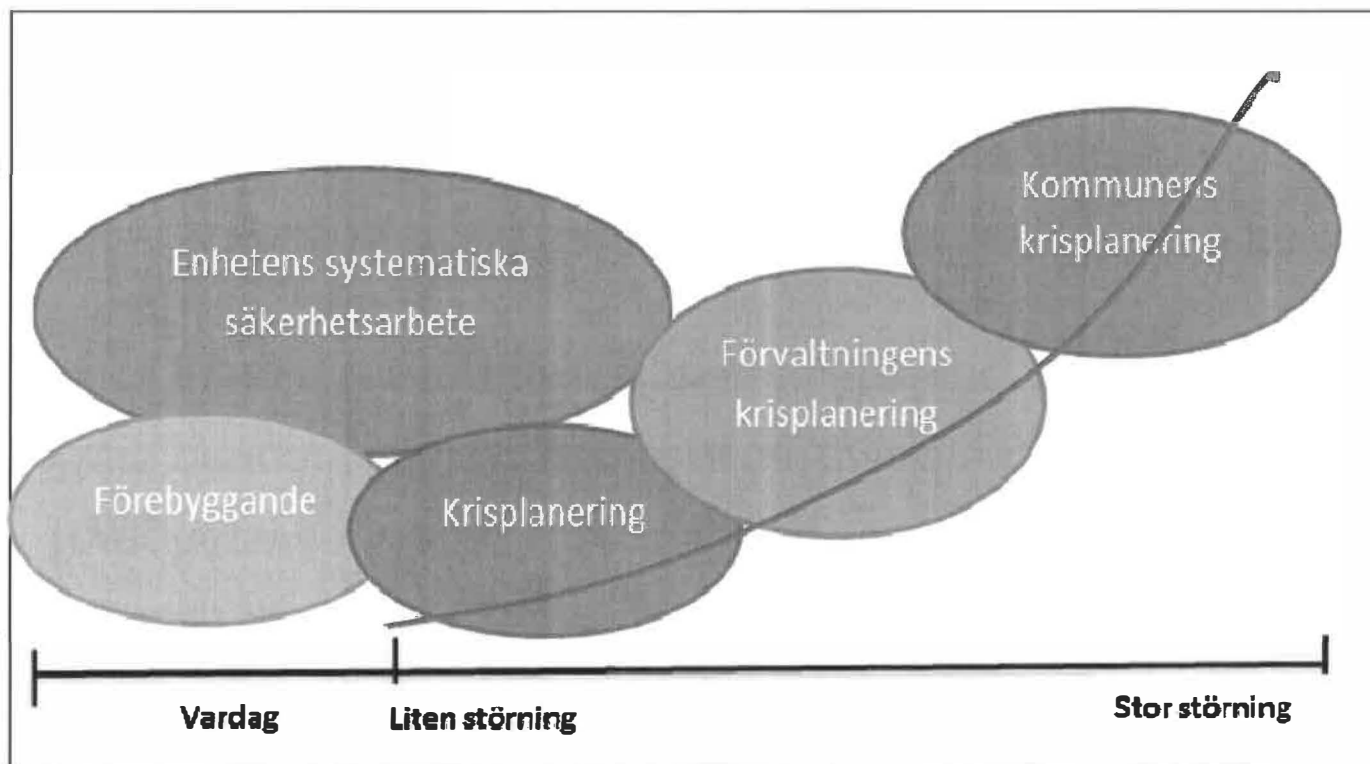 Kommunens
krisplanering
Enhetens systematiska
säkerhetsarbete
Förvaltningens
krisplanering
Förebyggande
Krisplanering
Vardag
Liten störning
Stor störning